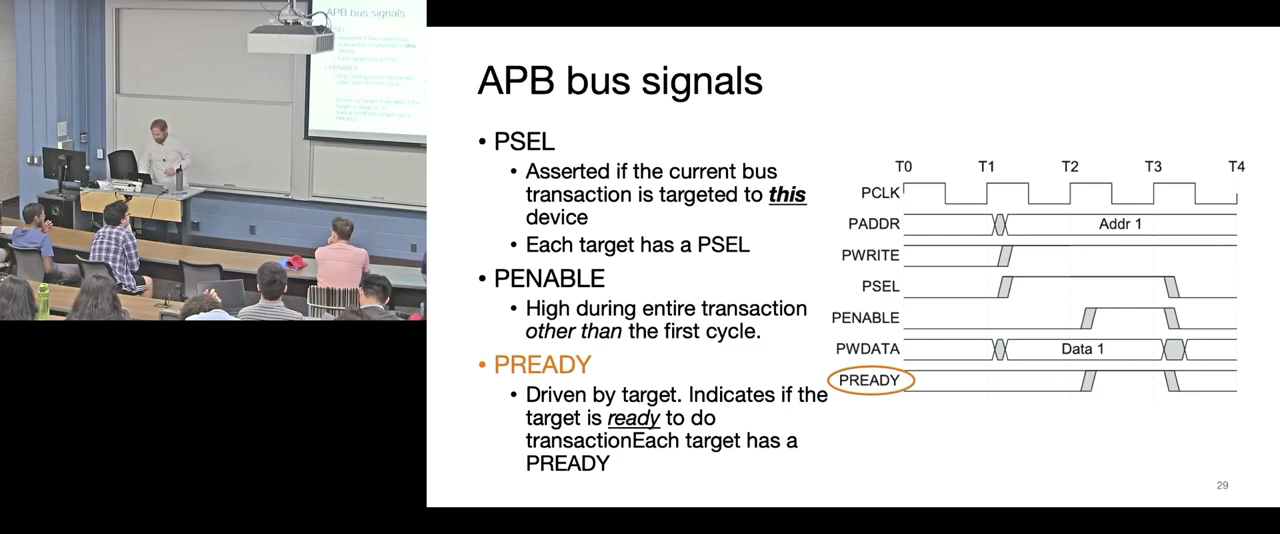 APB bus signals
• PSEL
• Asserted if the current bus
transaction is targeted to this
device
• Each target has a PSEL
• PENABLE
• High during entire transaction
other than the first cycle.
• PREADY
• Driven by target. Indicates if the
target is ready to do
transactionEach target has a
PREADY
T0 T1 T2 T3 T4
PCLK
PADDR Addr 1
PWRITE
PSEL
PENABLE
PWDATA Data 1
PREADY
29
APB bus signals